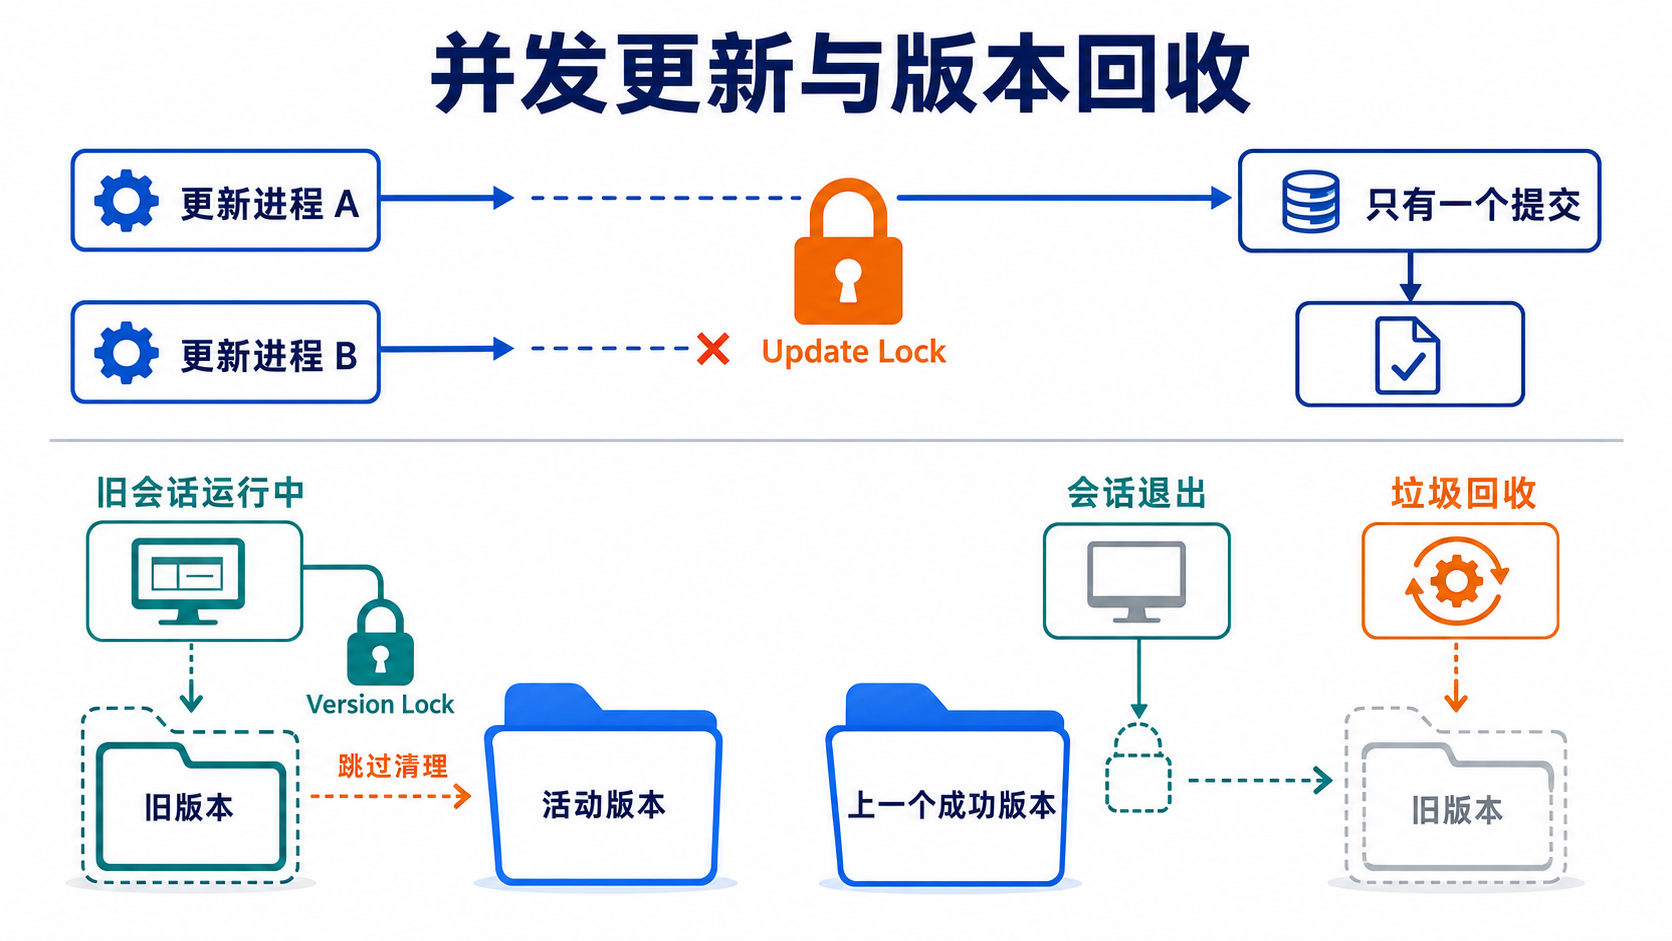 并发更新与版本回收
更新进程 A
只有一个提交
更新进程 B
Update Lock
旧会话运行中
会话退出
垃圾回收
Version Lock
跳过清理
旧版本
活动版本
上一个成功版本
旧版本